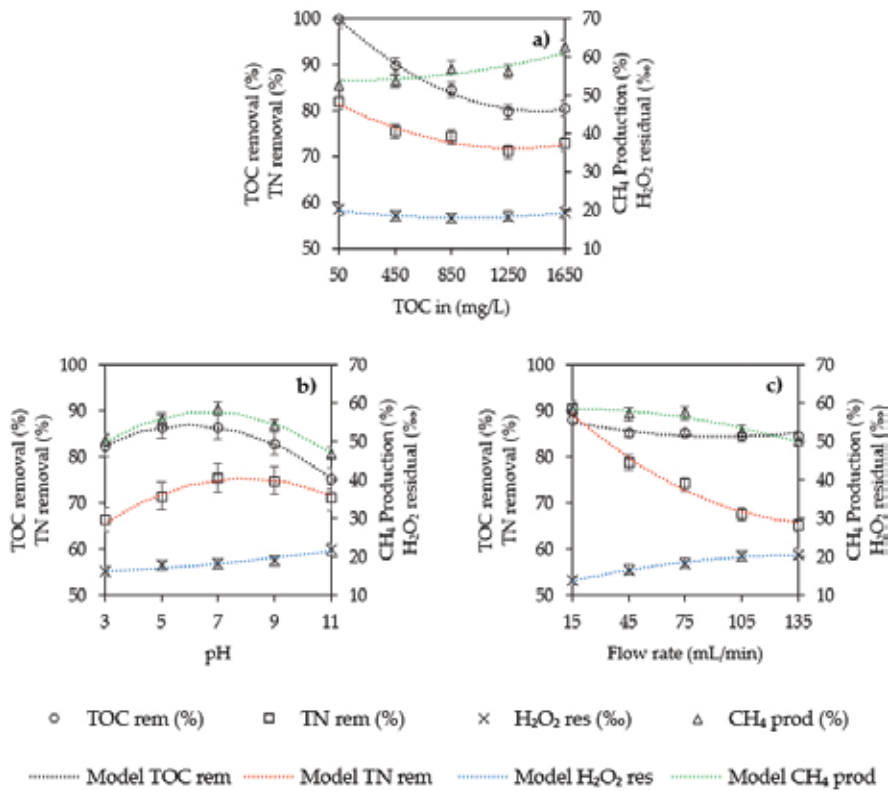 a)
TOC removal (%)
TN removal (%)
100
90
80
70
60
50
70
60
50
40
30
20
10
CH₄ Production (%)
H₂O₂ residual (‰)
50 450 850 1250 1650
TOC in (mg/L)
b)
TOC removal (%)
TN removal (%)
100
90
80
70
60
50
70
60
50
40
30
20
10
CH₄ Production (%)
H₂O₂ residual (‰)
3 5 7 9 11
pH
c)
TOC removal (%)
TN removal (%)
100
90
80
70
60
50
70
60
50
40
30
20
10
CH₄ Production (%)
H₂O₂ residual (‰)
15 45 75 105 135
Flow rate (mL/min)
TOC rem (%) TN rem (%) H₂O₂ res (‰) CH₄ prod (%)
Model TOC rem Model TN rem Model H₂O₂ res Model CH₄ prod